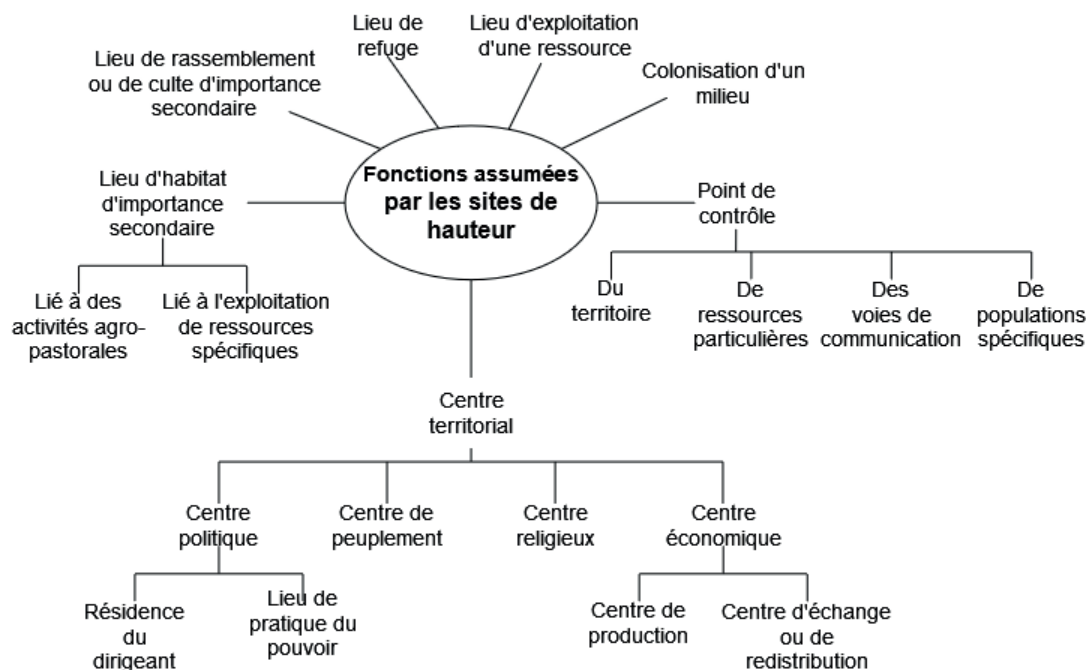 Lieu de
refuge
Lieu d'exploitation
d'une ressource
Lieu de rassemblement
ou de culte d'importance
secondaire
Colonisation d'un
milieu
Fonctions assumées
par les sites de
hauteur
Lieu d'habitat
d'importance
secondaire
Point de
contrôle
Lié à des
activités agro-
pastorales
Lié à l'exploitation
de ressources
spécifiques
Du
territoire
De
ressources
particulières
Des
voies de
communication
De
populations
spécifiques
Centre
territorial
Centre
politique
Centre de
peuplement
Centre
religieux
Centre
économique
Résidence
du
dirigeant
Lieu de
pratique du
pouvoir
Centre de
production
Centre d'échange
ou de
redistribution